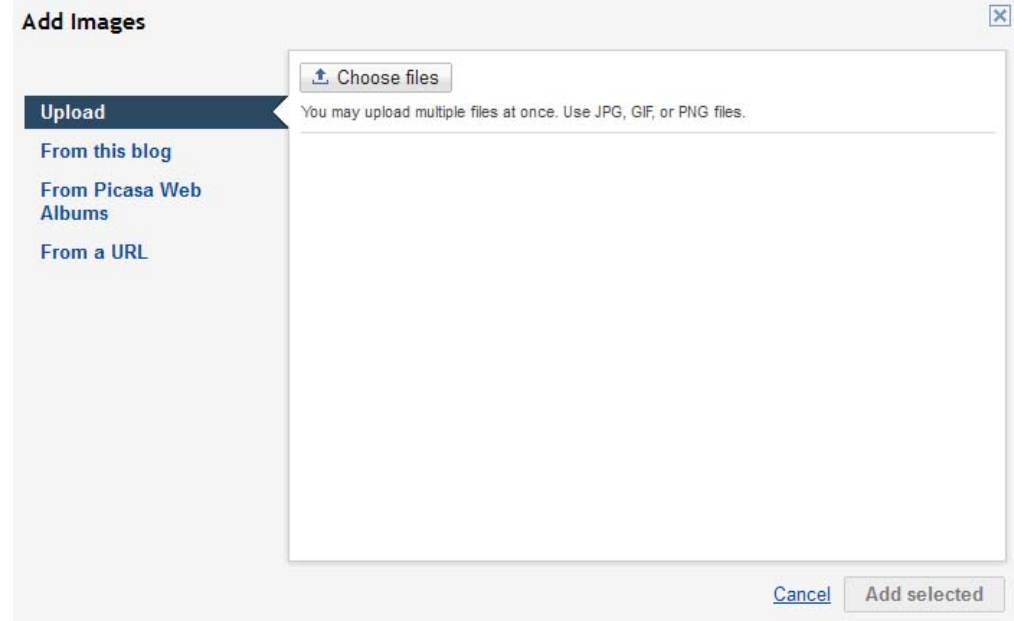 Add Images
Choose files
You may upload multiple files at once. Use JPG, GIF, or PNG files.
Upload
From this blog
From Picasa Web
Albums
From a URL
Cancel
Add selected